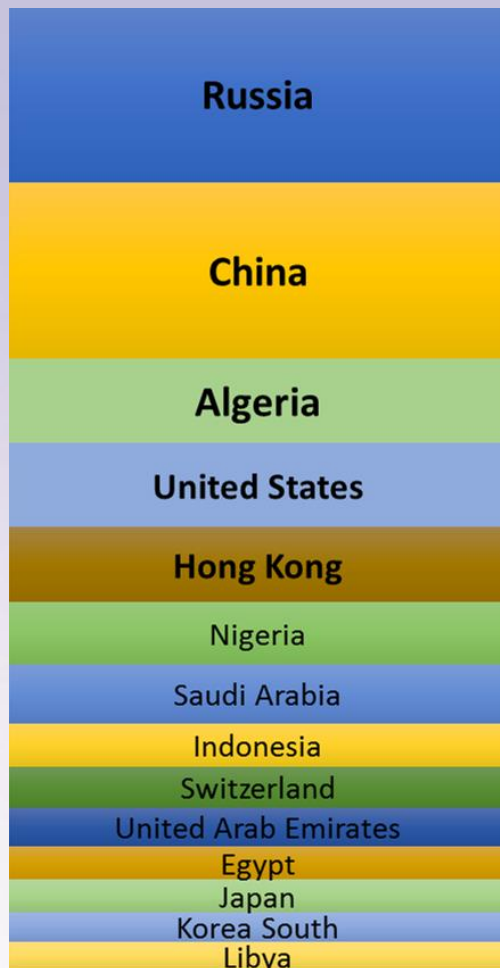 Russia
China
Algeria
United States
Hong Kong
Nigeria
Saudi Arabia
Indonesia
Switzerland
United Arab Emirates
Egypt
Japan
Korea South
Libya